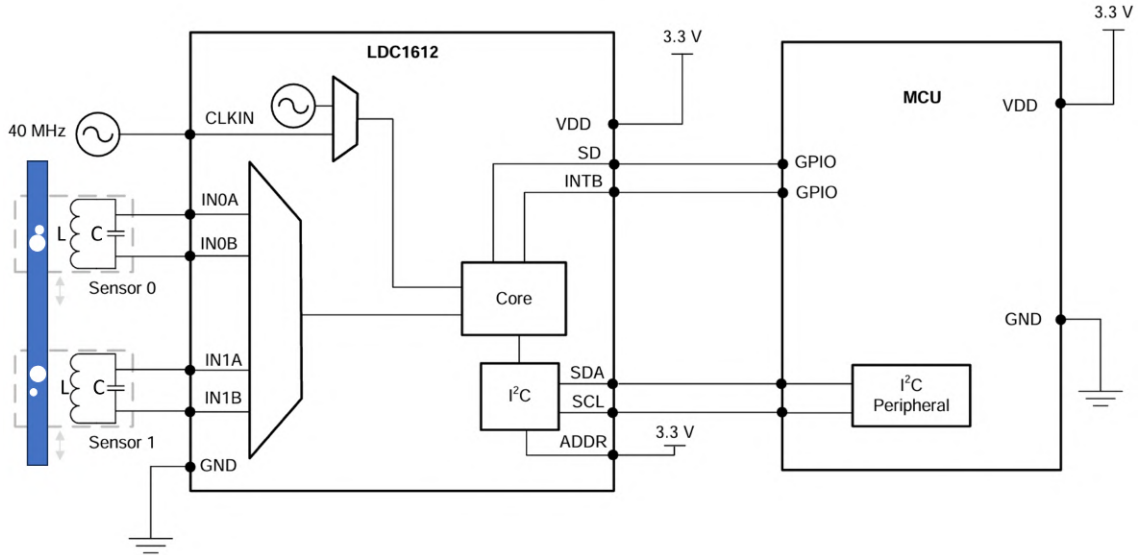 3.3 V
3.3 V
LDC1612
MCU
40 MHz
CLKIN
VDD
VDD
SD
GPIO
INTB
GPIO
IN0A
L
C
IN0B
Sensor 0
Core
GND
IN1A
L
C
IN1B
Sensor 1
I²C
SDA
SCL
I²C
Peripheral
ADDR
3.3 V
GND